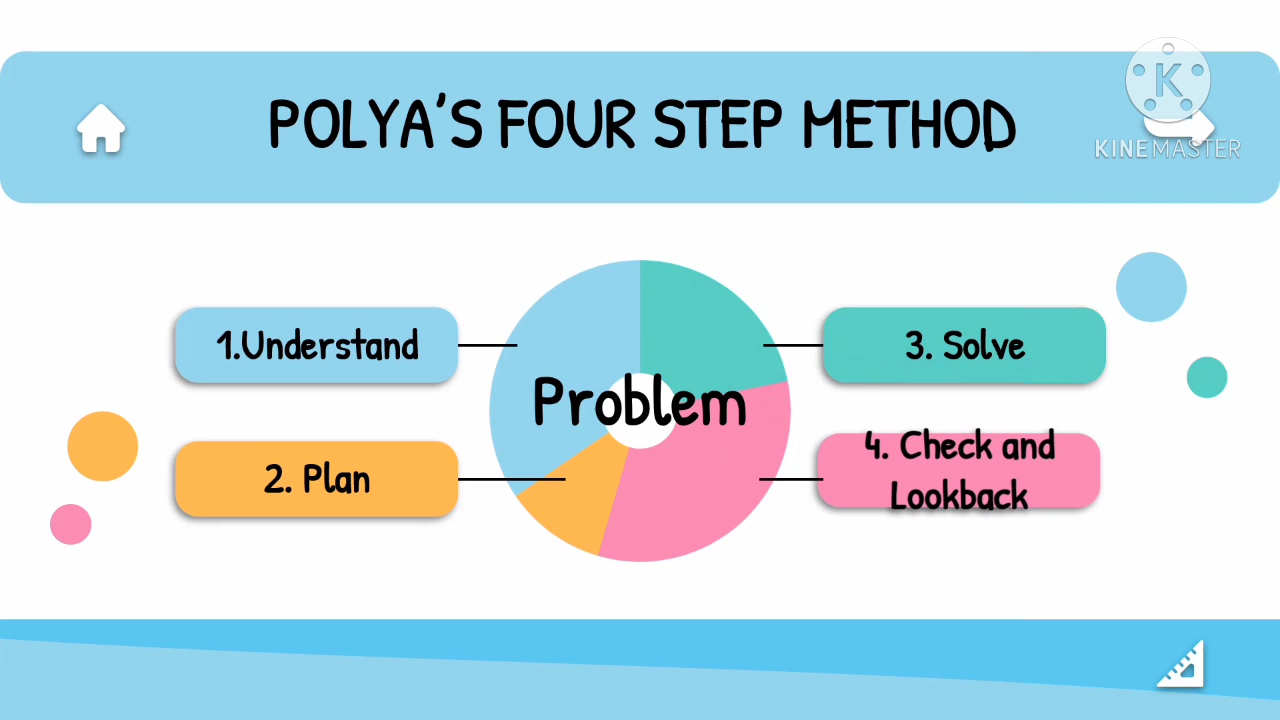 POLYA'S FOUR STEP METHOD
K
KINEMASTER
1.Understand
2. Plan
Problem
3. Solve
4. Check and
Lookback